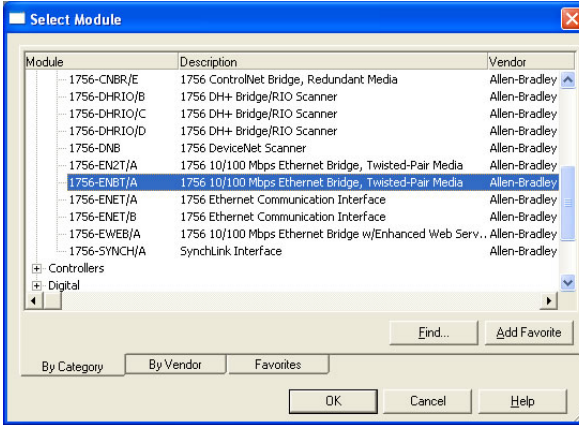 Select Module
Module Description Vendor
1756-CNBR/E 1756 ControlNet Bridge, Redundant Media Allen-Bradley
1756-DHRIO/B 1756 DH+ Bridge/RIO Scanner Allen-Bradley
1756-DHRIO/C 1756 DH+ Bridge/RIO Scanner Allen-Bradley
1756-DHRIO/D 1756 DH+ Bridge/RIO Scanner Allen-Bradley
1756-DNB 1756 DeviceNet Scanner Allen-Bradley
1756-EN2T/A 1756 10/100 Mbps Ethernet Bridge, Twisted-Pair Media Allen-Bradley
1756-ENBT/A 1756 10/100 Mbps Ethernet Bridge, Twisted-Pair Media Allen-Bradley
1756-ENET/A 1756 Ethernet Communication Interface Allen-Bradley
1756-ENET/B 1756 Ethernet Communication Interface Allen-Bradley
1756-EWEB/A 1756 10/100 Mbps Ethernet Bridge w/Enhanced Web Serv.. Allen-Bradley
1756-SYNCH/A SynchLink Interface Allen-Bradley
Controllers
Digital
Find... Add Favorite
By Category By Vendor Favorites
OK Cancel Help